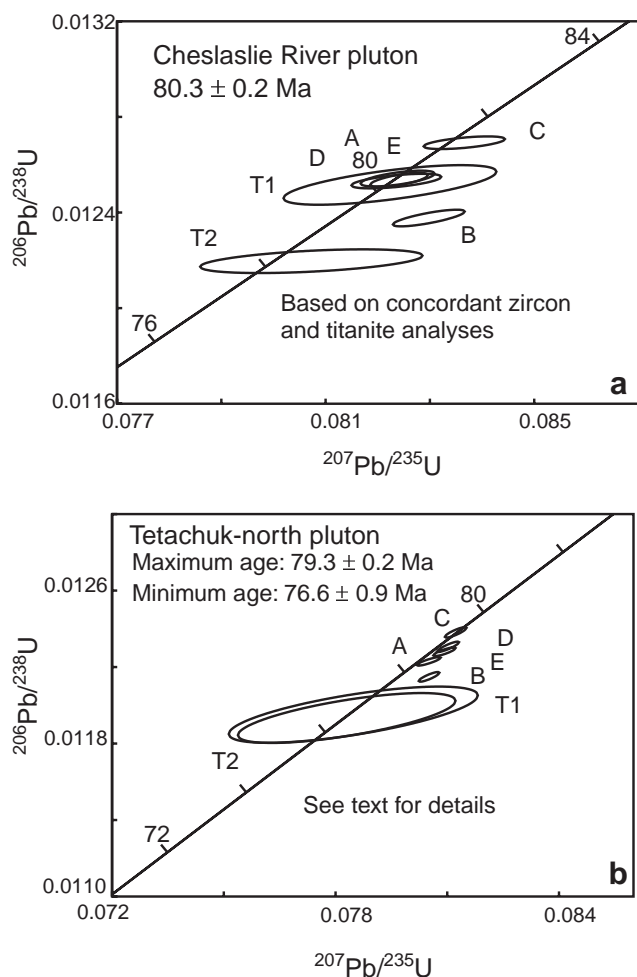 0.0132
84
Cheslaslie River pluton
80.3 ± 0.2 Ma
C
A
E
D
80
T1
206Pb/238U
0.0124
B
T2
Based on concordant zircon
and titanite analyses
76
a
0.0116
0.077
0.081
0.085
207Pb/235U
Tetachuk-north pluton
Maximum age: 79.3 ± 0.2 Ma
Minimum age: 76.6 ± 0.9 Ma
0.0126
80
C
D
A
E
B
T1
206Pb/238U
0.0118
T2
See text for details
72
b
0.0110
0.072
0.078
0.084
207Pb/235U